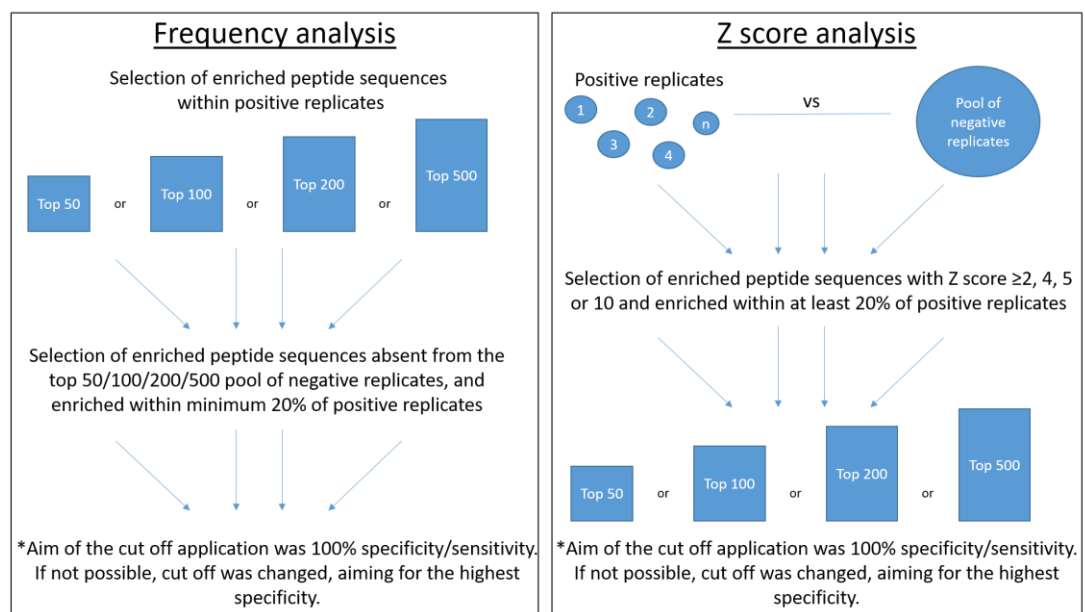 Frequency analysis
Selection of enriched peptide sequences
within positive replicates
Top 50
or
Top 100
or
Top 200
or
Top 500
Selection of enriched peptide sequences absent from the
top 50/100/200/500 pool of negative replicates, and
enriched within minimum 20% of positive replicates
*Aim of the cut off application was 100% specificity/sensitivity.
If not possible, cut off was changed, aiming for the highest
specificity.
Z score analysis
Positive replicates
1
2
n
3
4
vs
Pool of
negative
replicates
Selection of enriched peptide sequences with Z score ≥2, 4, 5
or 10 and enriched within at least 20% of positive replicates
Top 50
or
Top 100
or
Top 200
or
Top 500
*Aim of the cut off application was 100% specificity/sensitivity.
If not possible, cut off was changed, aiming for the highest
specificity.